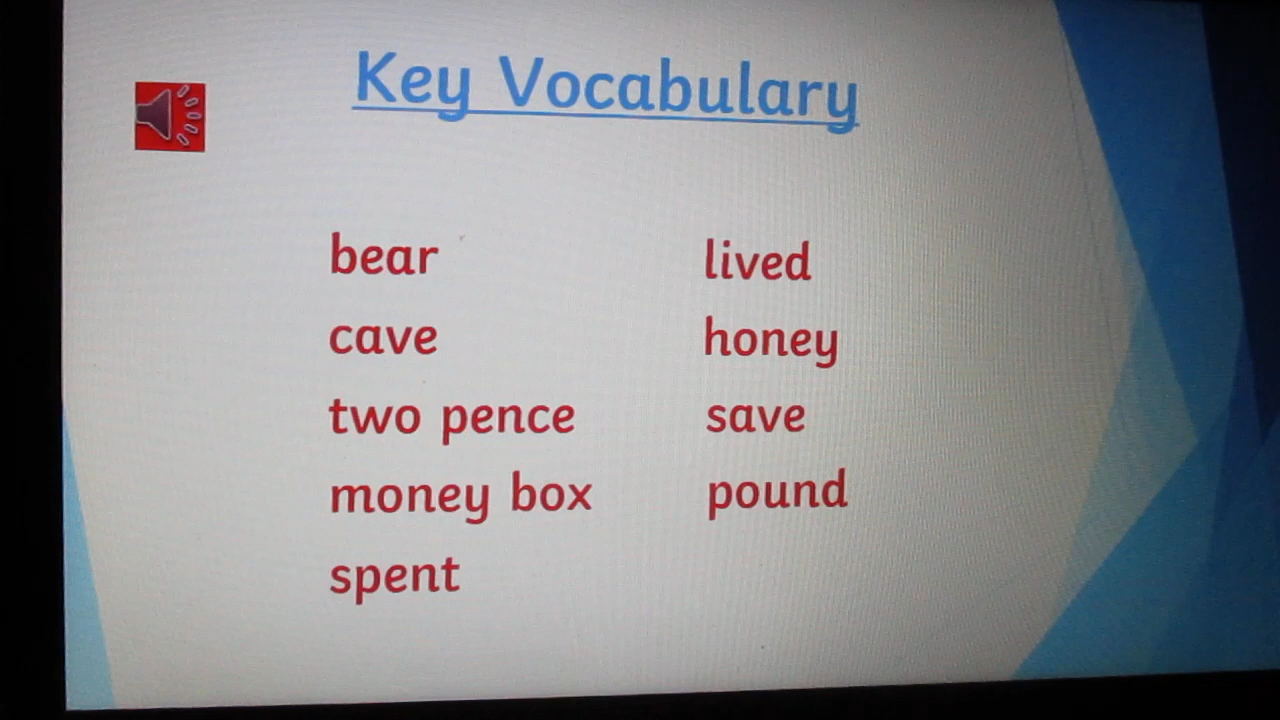 Key Vocabulary
bear
cave
two pence
money box
spent
lived
honey
save
pound